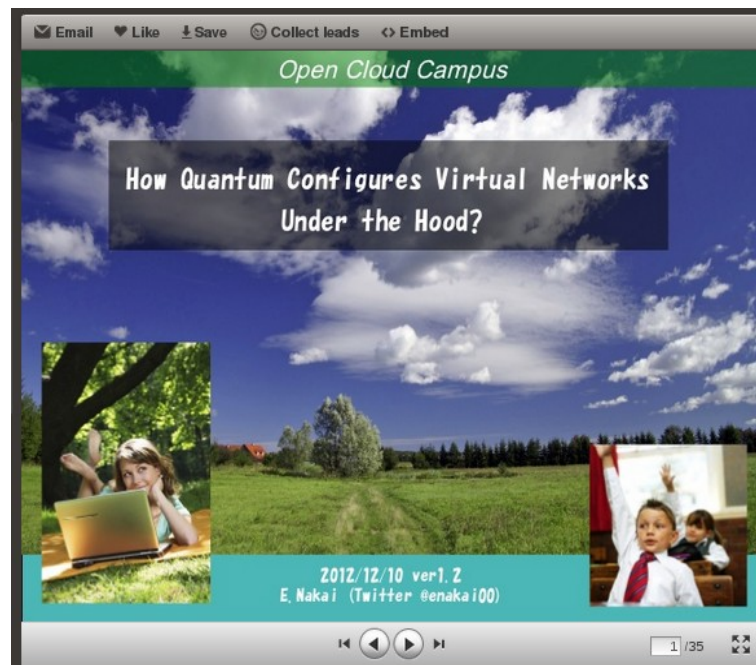 Email Like Save Collect leads <> Embed
Open Cloud Campus
How Quantum Configures Virtual Networks
Under the Hood?
2012/12/10 ver1.2
E.Nakai (Twitter @enakai00)
1 /35